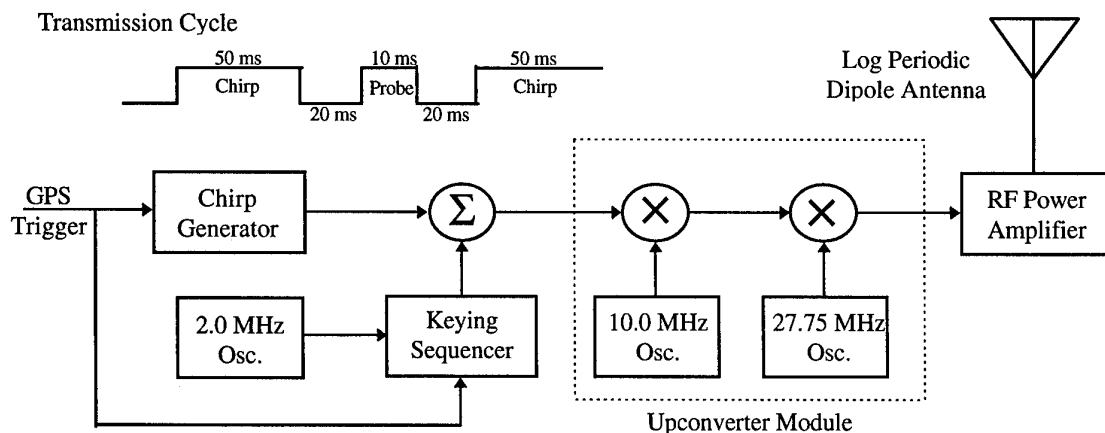 Transmission Cycle
50 ms
10 ms
50 ms
Chirp
Probe
Chirp
20 ms
20 ms
Log Periodic
Dipole Antenna
GPS
Trigger
Chirp
Generator
Σ
×
×
RF Power
Amplifier
2.0 MHz
Osc.
Keying
Sequencer
10.0 MHz
Osc.
27.75 MHz
Osc.
Upconverter Module